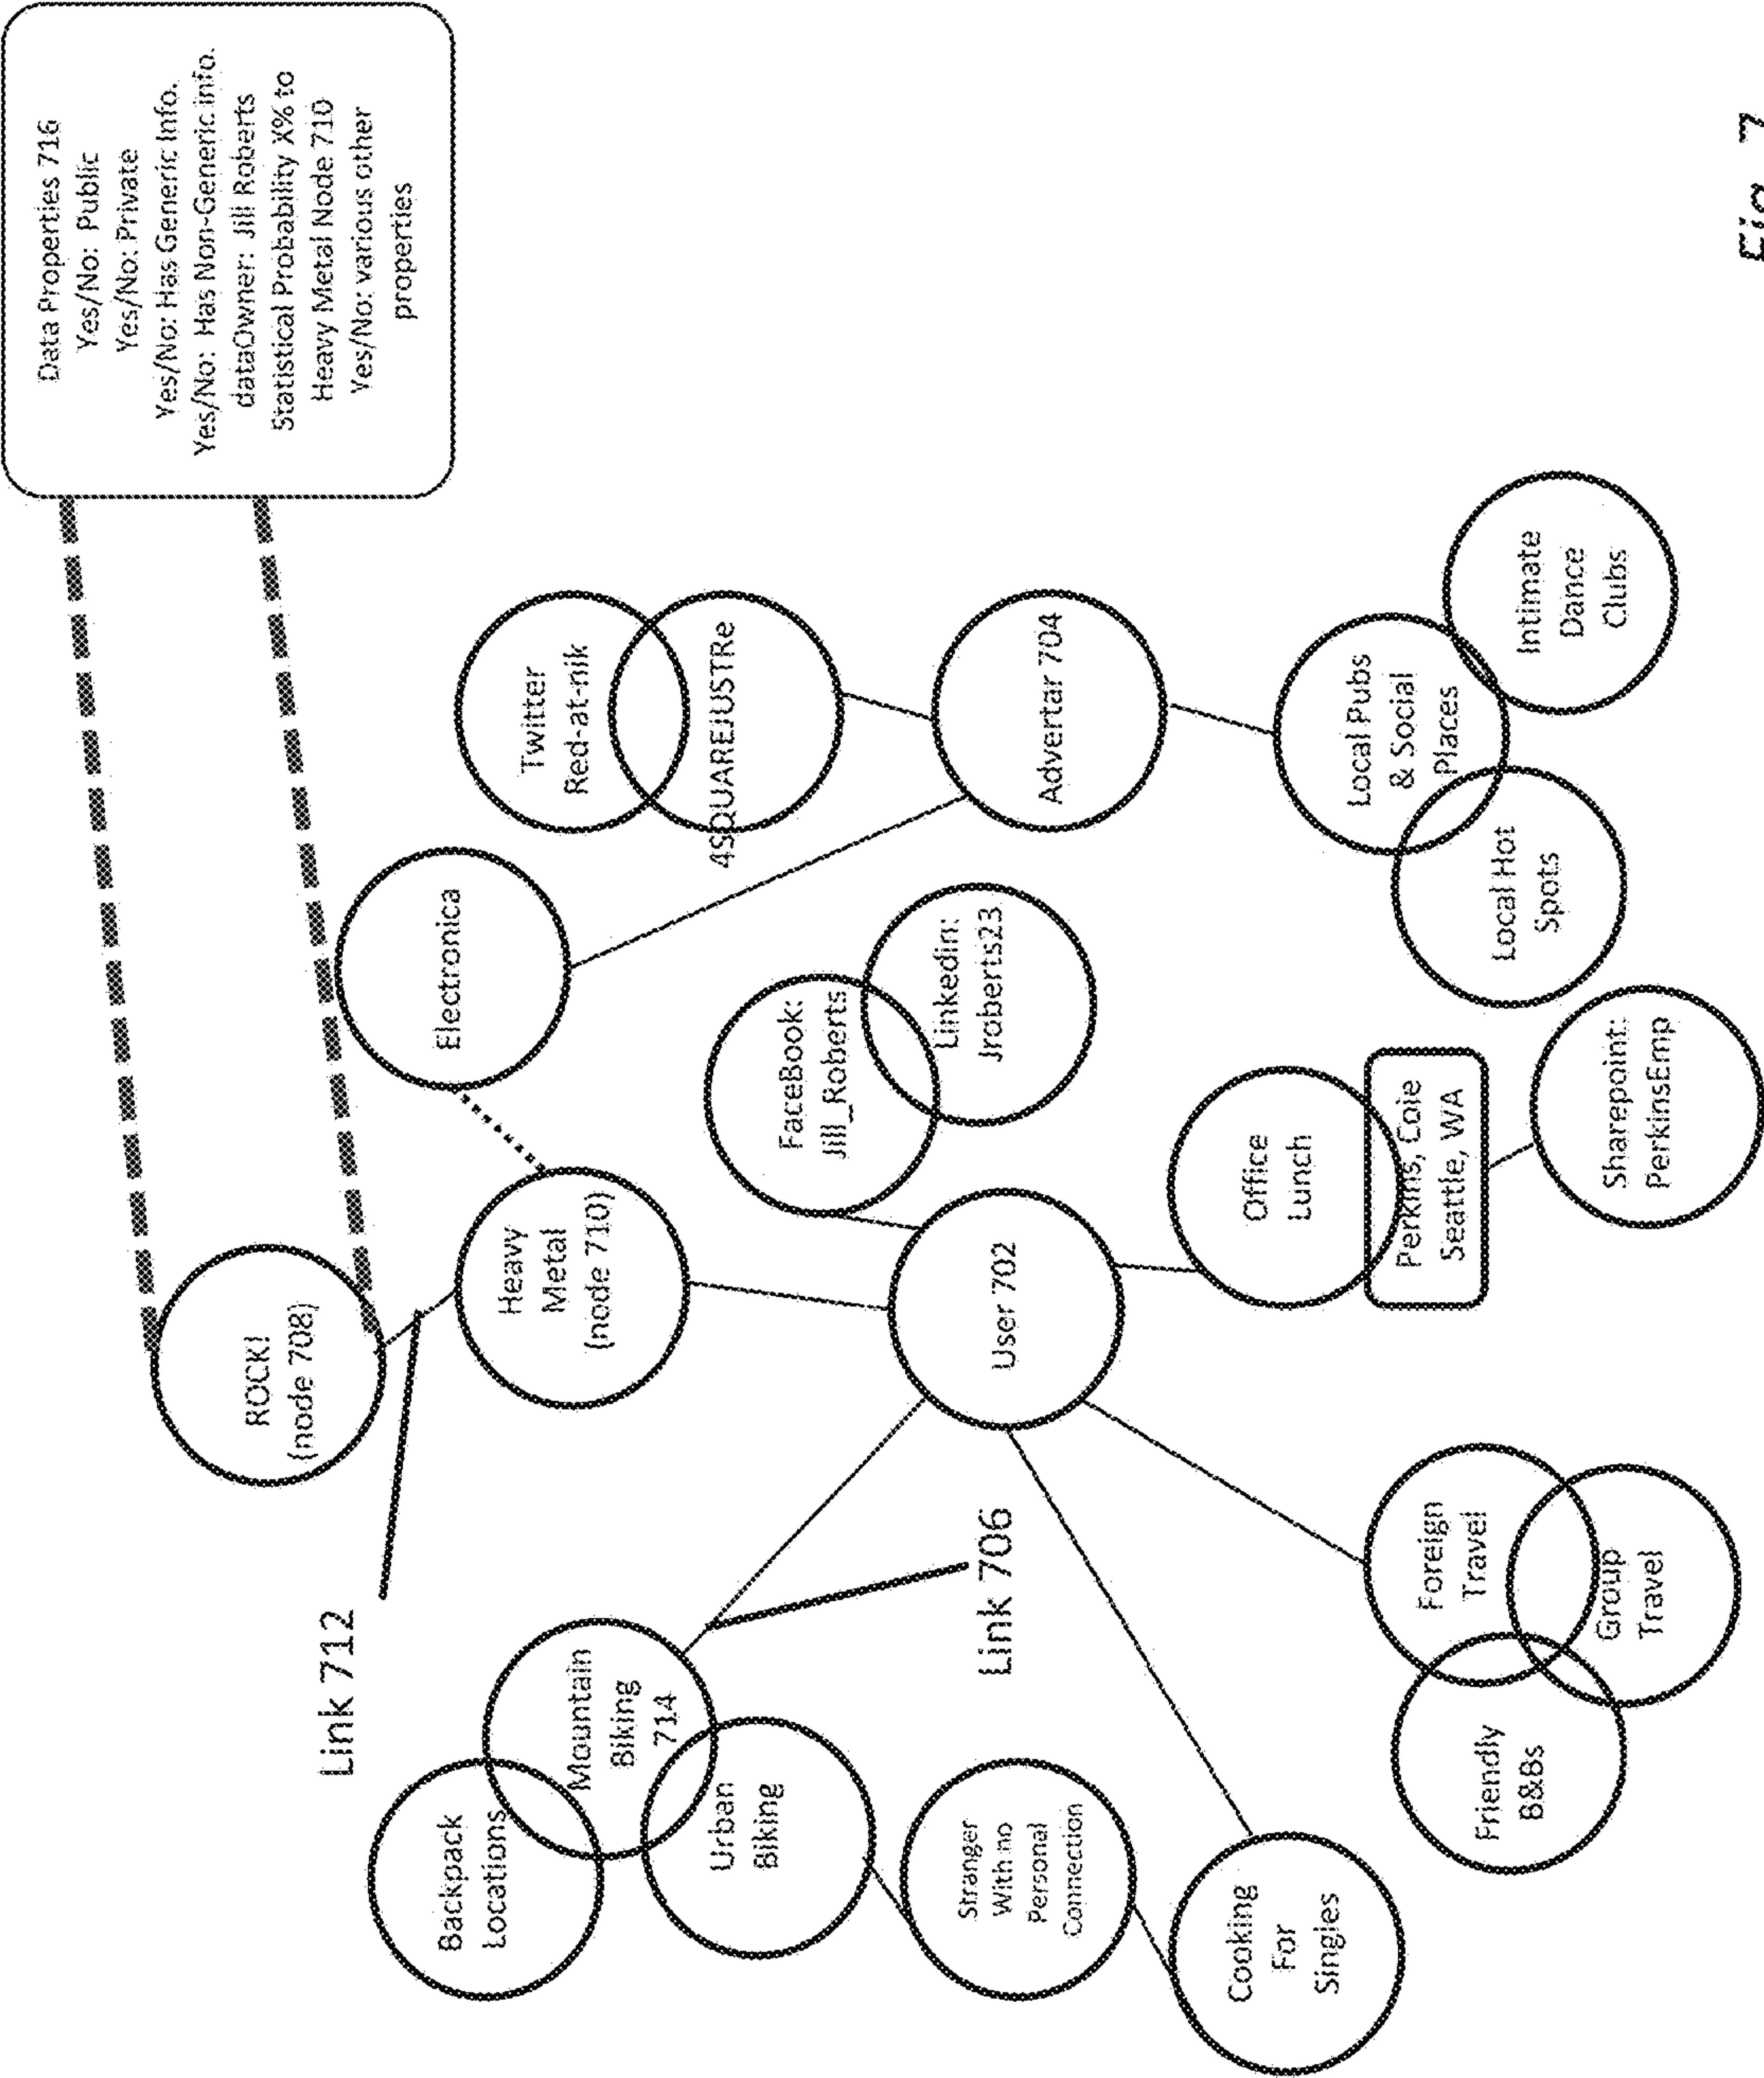 Data Properties 716
Yes/No: Public
Yes/No: Private
Yes/No: Has Generic Info.
Yes/No: Has Non-Generic info.
dataOwner: Jill Roberts
Statistical Probability X% to
Heavy Metal Node 710
Yes/No: various other
properties
Link 712
ROCK!
(node 708)
Heavy
Metal
(node 710)
Electronica
Twitter
Red-at-nik
4SQUAREJUSTRe
Backpack
Locations
Mountain
Biking
714
Urban
Biking
FaceBook:
Jill_Roberts
Linkedin:
Jroberts23
Link 706
User 702
Advertar 704
Stranger
With no
Personal
Connection
Cooking
For
Singles
Office
Lunch
Perkins, Coie
Seattle, WA
Sharepoint:
PerkinsEmp
Local Pubs
& Social
Places
Local Hot
Spots
Intimate
Dance
Clubs
Foreign
Travel
Group
Travel
Friendly
B&Bs
Fig. 7